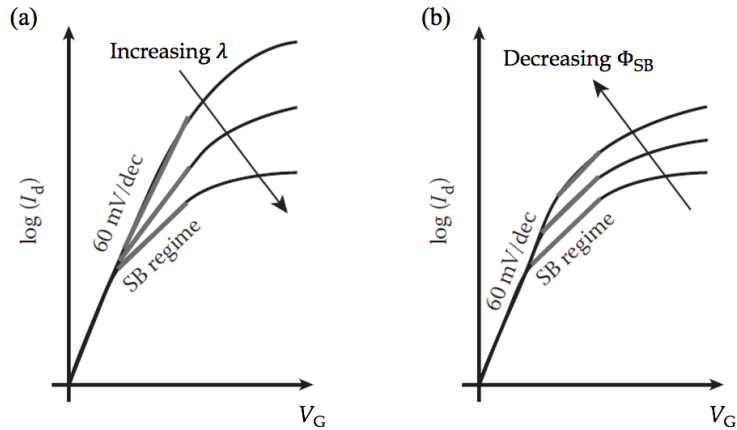 (a)
Increasing λ
log (I_d)
60 mV/dec
SB regime
V_G
(b)
Decreasing Φ_SB
log (I_d)
60 mV/dec
SB regime
V_G